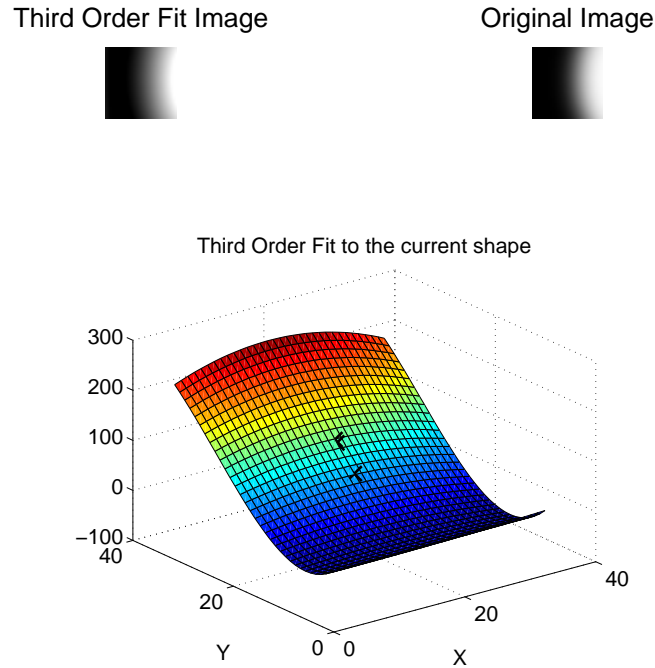 Third Order Fit Image
Original Image
Third Order Fit to the current shape
300
200
100
0
−100
40
20
0
0
20
40
Y
X